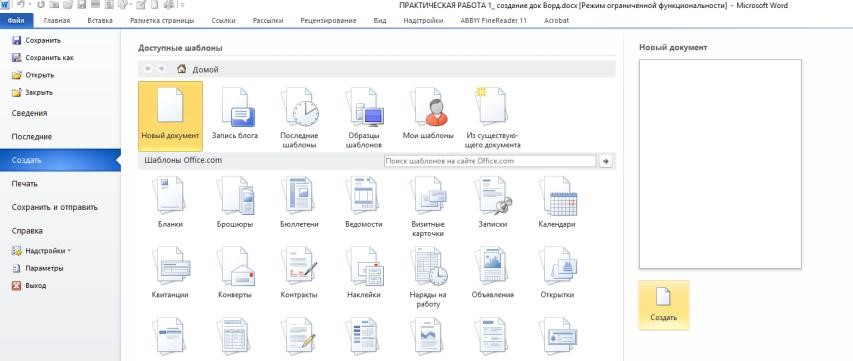 ПРАКТИЧЕСКАЯ РАБОТА 1_ создание док Ворд.docx [Режим ограниченной функциональности] - Microsoft Word
Файл Главная Вставка Разметка страницы Ссылки Рассылки Рецензирование Вид Надстройки ABBYY FineReader 11 Acrobat
Сохранить
Сохранить как
Открыть
Закрыть
Сведения
Последние
Создать
Печать
Сохранить и отправить
Справка
Надстройки
Параметры
Выход
Доступные шаблоны
Домой
Новый документ
Запись блога
Последние
шаблоны
Образцы
шаблонов
Мои шаблоны
Из существую-
щего документа
Шаблоны Office.com
Поиск шаблонов на сайте Office.com
Бланки
Брошюры
Бюллетени
Ведомости
Визитные
карточки
Записки
Календари
Квитанции
Конверты
Контракты
Наклейки
Наряды на
работу
Объявления
Открытки
Новый документ
Создать